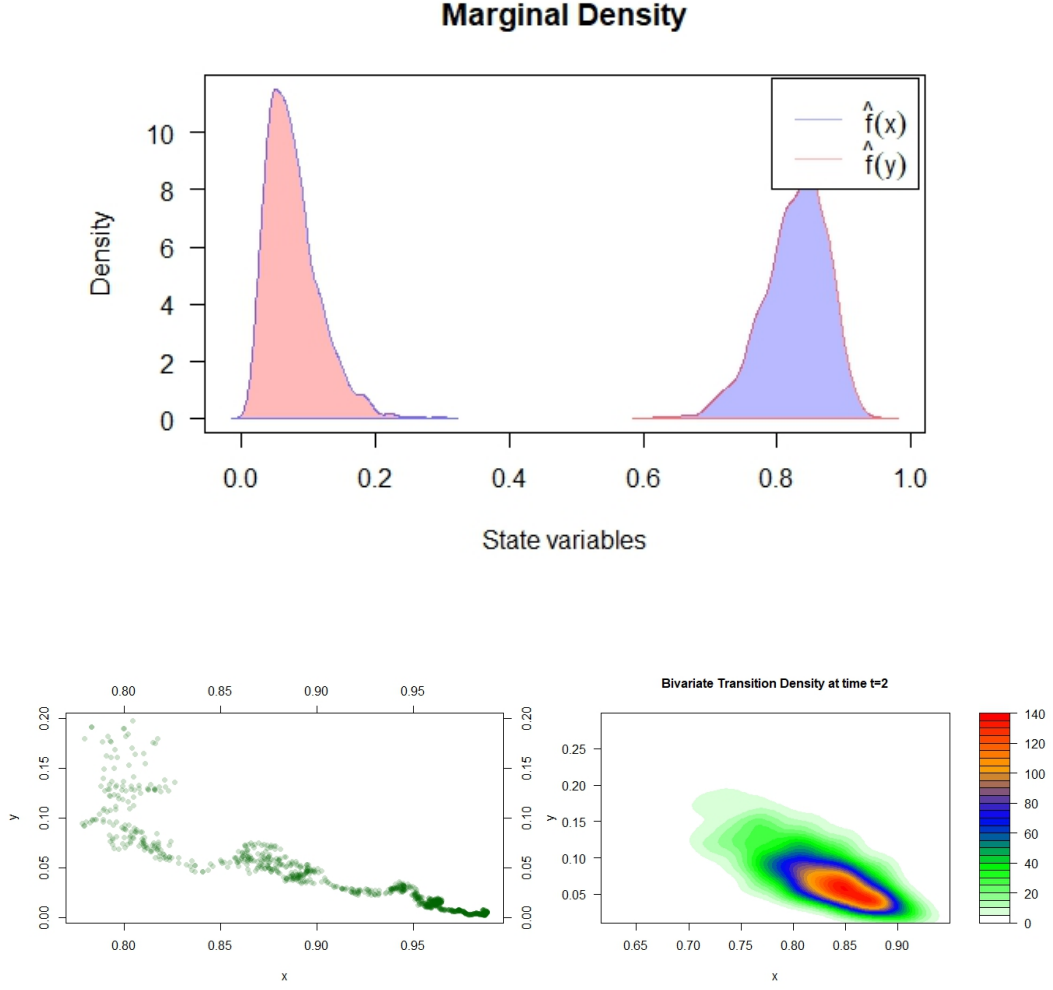 Marginal Density
f̂(x)
f̂(y)
10
8
6
4
2
0
Density
0.0 0.2 0.4 0.6 0.8 1.0
State variables
0.80 0.85 0.90 0.95
0.20
0.15
0.10
0.05
0.00
y
0.20
0.15
0.10
0.05
0.00
0.80 0.85 0.90 0.95
x
Bivariate Transition Density at time t=2
0.25
0.20
0.15
0.10
0.05
y
0.65 0.70 0.75 0.80 0.85 0.90
x
140
120
100
80
60
40
20
0